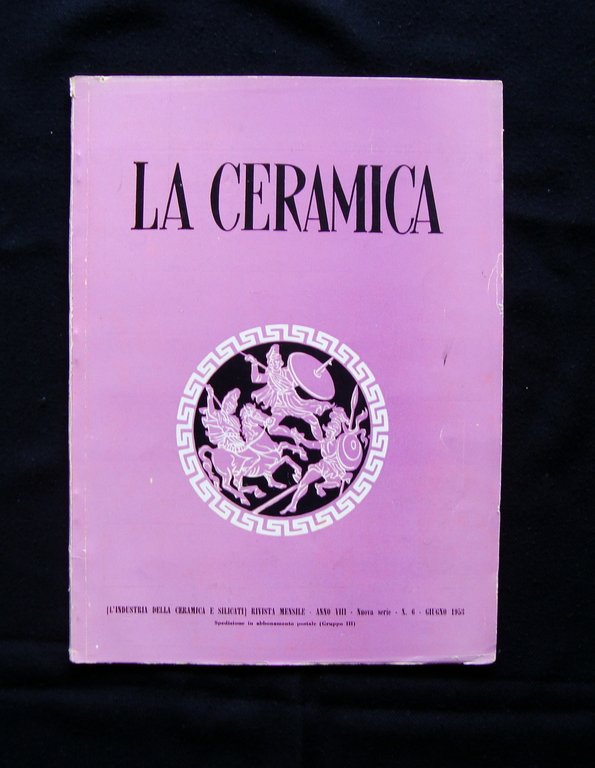 LA CERAMICA
[L'INDUSTRIA DELLA CERAMICA E SILICATI] RIVISTA MENSILE - ANNO VIII - Nuova serie - N. 6 - GIUGNO 1953
Spedizione in abbonamento postale (Gruppo III)